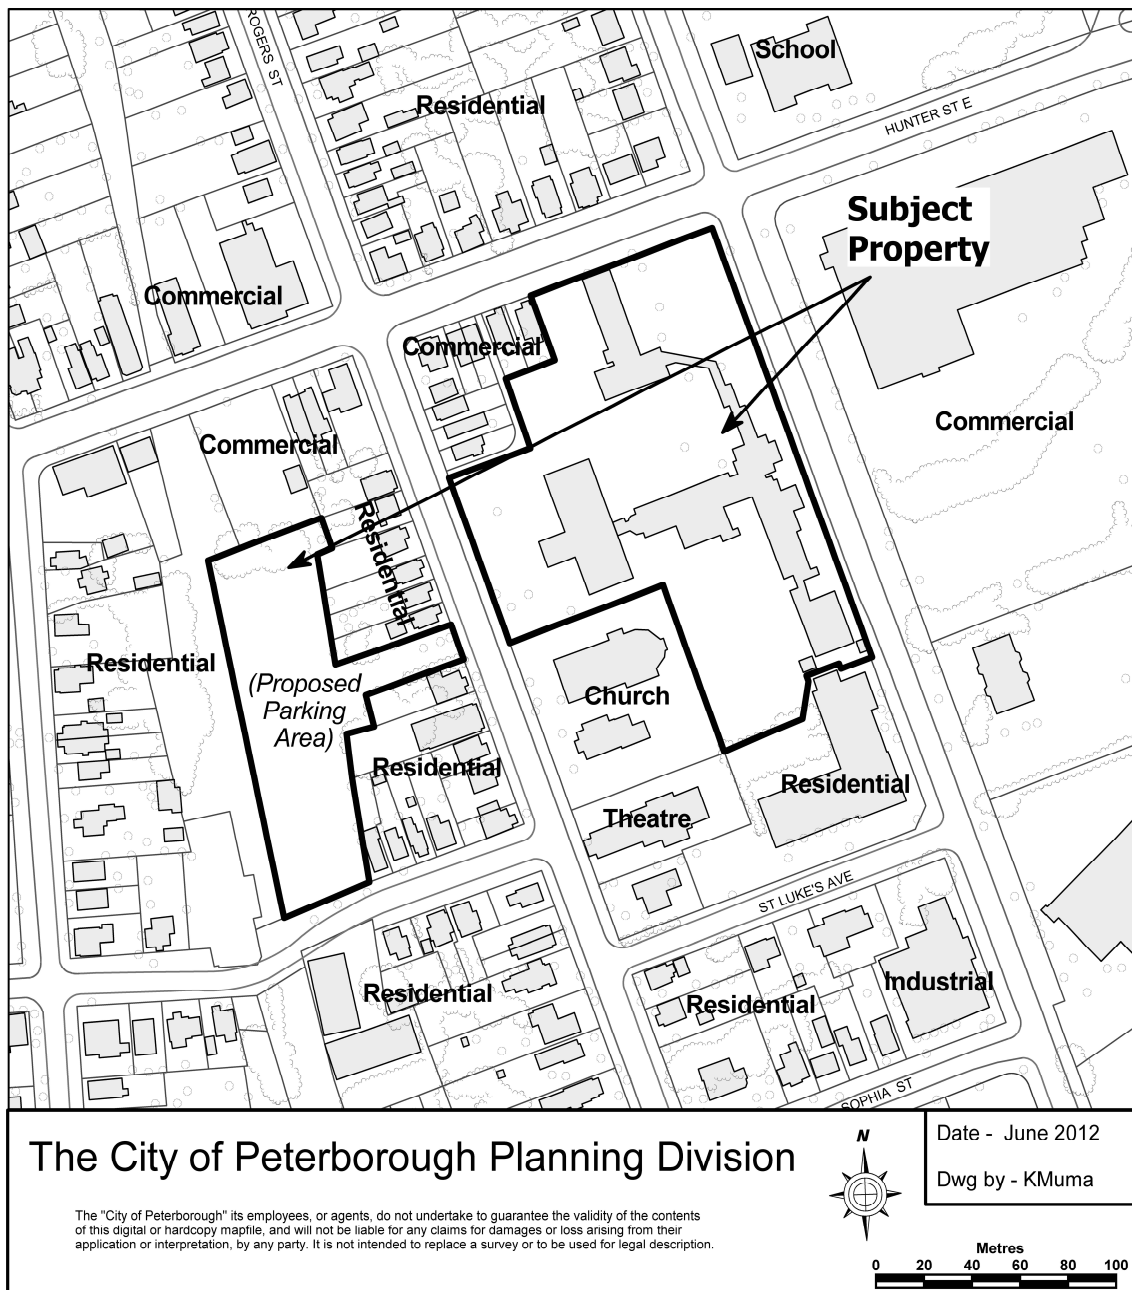 ROGERS ST
School
Residential
HUNTER ST E
Subject
Property
Commercial
Commercial
Commercial
Commercial
Residential
Residential
(Proposed
Parking
Area)
Church
Residential
Residential
Theatre
ST LUKE'S AVE
Residential
Residential
Industrial
SOPHIA ST
The City of Peterborough Planning Division
The "City of Peterborough" its employees, or agents, do not undertake to guarantee the validity of the contents
of this digital or hardcopy mapfile, and will not be liable for any claims for damages or loss arising from their
application or interpretation, by any party. It is not intended to replace a survey or to be used for legal description.
N
Date - June 2012
Dwg by - KMuma
Metres
0 20 40 60 80 100